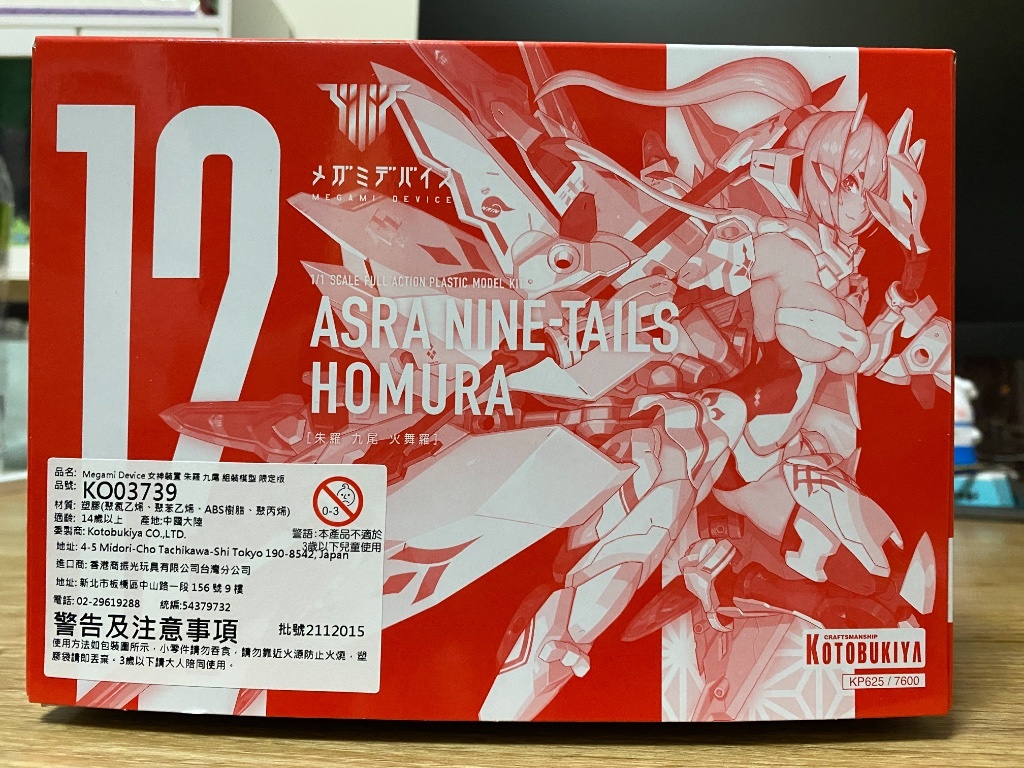 12
メガミデバイス
MEGAMI DEVICE
1/1 SCALE FULL ACTION PLASTIC MODEL KIT
ASRA NINE-TAILS
HOMURA
[朱羅 九尾 火舞羅]
品名: Megami Device 女神裝置 朱羅 九尾 組裝模型 限定版
品號: KO03739
材質: 塑膠(聚氯乙烯、聚苯乙烯、ABS樹脂、聚丙烯)
適齡: 14歲以上 產地:中國大陸
委製商: Kotobukiya CO.,LTD.
0-3
警語:本產品不適於
3歲以下兒童使用
地址: 4-5 Midori-Cho Tachikawa-Shi Tokyo 190-8542, Japan
進口商: 香港商振光玩具有限公司台灣分公司
地址: 新北市板橋區中山路一段156號9樓
電話: 02-29619288 統編:54379732
警告及注意事項 批號2112015
使用方法如包裝圖所示，小零件請勿吞食，請勿靠近火源防止火燒，塑
膠袋請即丟棄。3歲以下請大人陪同使用。
CRAFTSMANSHIP
KOTOBUKIYA
KP625 / 7600